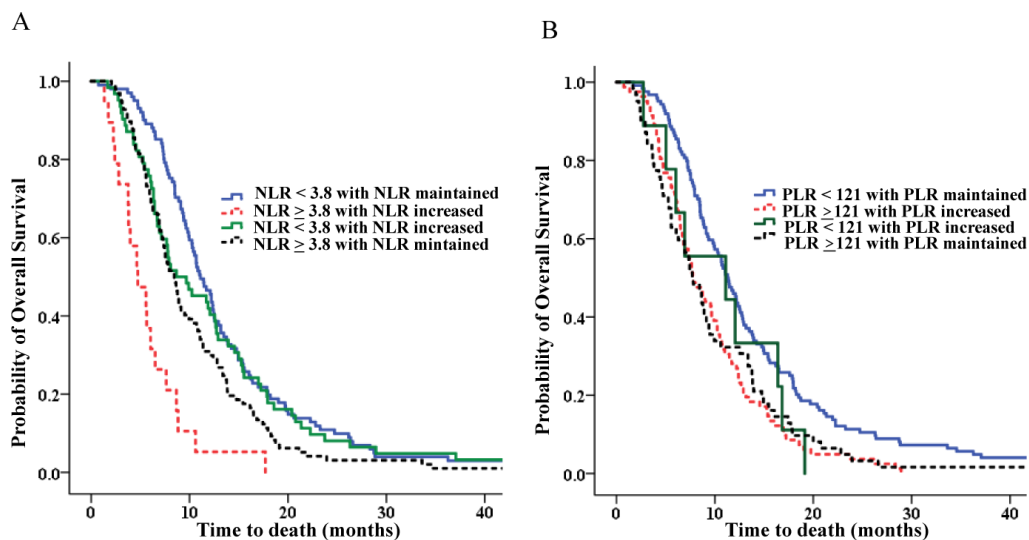 A
Probability of Overall Survival
1.0
0.8
0.6
0.4
0.2
0.0
NLR < 3.8 with NLR maintained
NLR ≥ 3.8 with NLR increased
NLR < 3.8 with NLR increased
NLR ≥ 3.8 with NLR mintained
0 10 20 30 40
Time to death (months)
B
Probability of Overall Survival
1.0
0.8
0.6
0.4
0.2
0.0
PLR < 121 with PLR maintained
PLR ≥121 with PLR increased
PLR < 121 with PLR increased
PLR ≥121 with PLR maintained
0 10 20 30 40
Time to death (months)